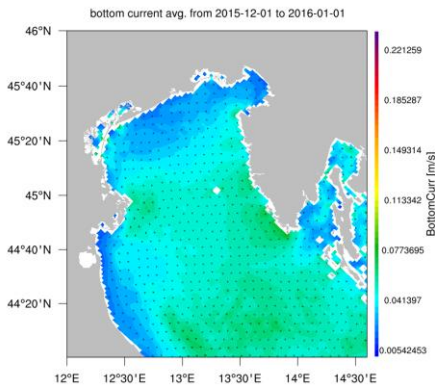 bottom current avg. from 2015-12-01 to 2016-01-01
46°N
45°40'
45°20'
45°N
44°40'
44°20'
12°E
12°30'
13°E
13°30'
14°E
14°30'
0.221259
0.185287
0.149314
0.113342
0.0773695
0.041397
0.00542453
BottomCurr [m/s]